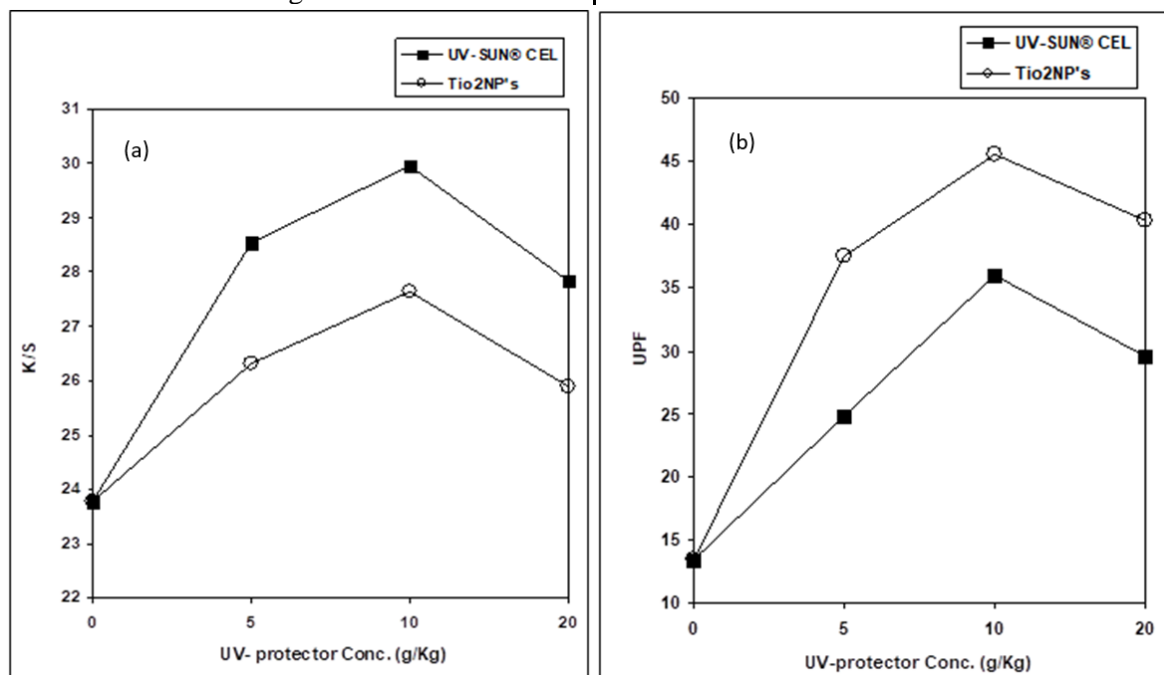 UV-SUN® CEL
Tio2NP's
(a)
31
30
29
28
27
26
25
24
23
22
K/S
0 5 10 20
UV- protector Conc. (g/Kg)
UV-SUN® CEL
Tio2NP's
(b)
50
45
40
35
30
25
20
15
10
UPF
0 5 10 20
UV-protector Conc. (g/Kg)